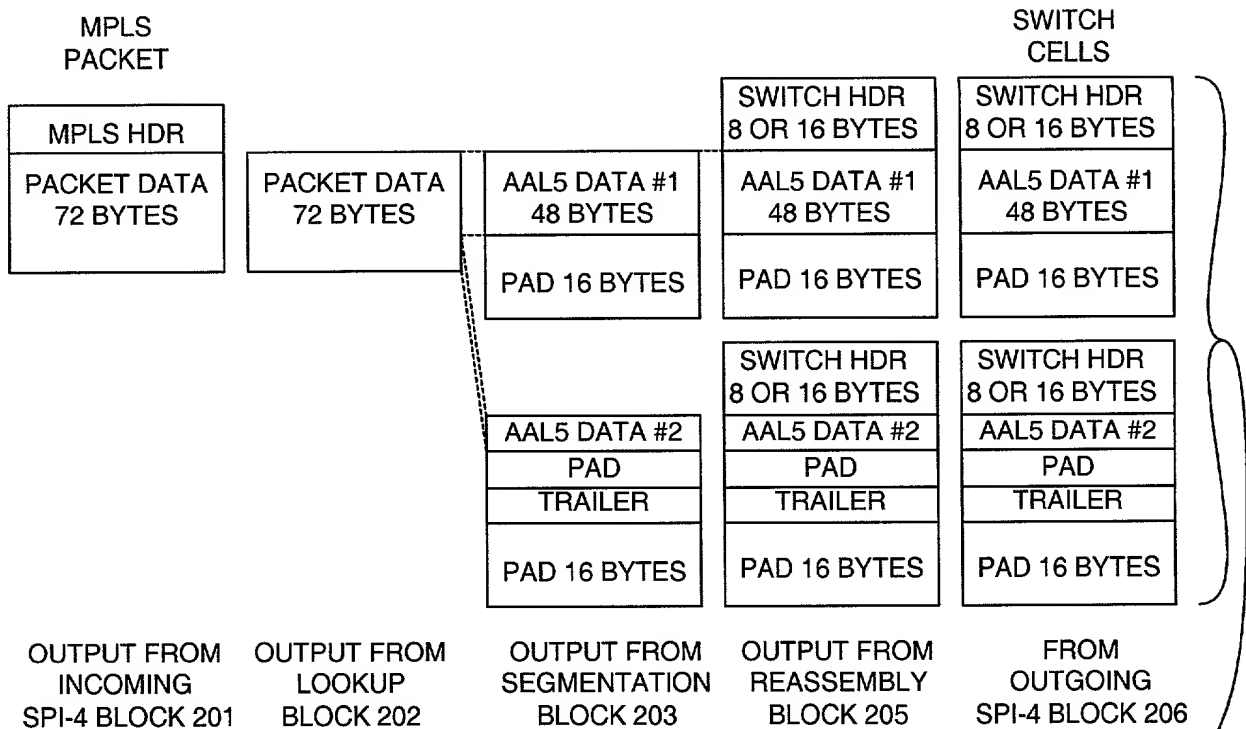 MPLS
PACKET
MPLS HDR
PACKET DATA
72 BYTES
PACKET DATA
72 BYTES
AAL5 DATA #1
48 BYTES
PAD 16 BYTES
AAL5 DATA #2
PAD
TRAILER
PAD 16 BYTES
SWITCH HDR
8 OR 16 BYTES
AAL5 DATA #1
48 BYTES
PAD 16 BYTES
SWITCH HDR
8 OR 16 BYTES
AAL5 DATA #2
PAD
TRAILER
PAD 16 BYTES
SWITCH
CELLS
SWITCH HDR
8 OR 16 BYTES
AAL5 DATA #1
48 BYTES
PAD 16 BYTES
SWITCH HDR
8 OR 16 BYTES
AAL5 DATA #2
PAD
TRAILER
PAD 16 BYTES
OUTPUT FROM
INCOMING
SPI-4 BLOCK 201
OUTPUT FROM
LOOKUP
BLOCK 202
OUTPUT FROM
SEGMENTATION
BLOCK 203
OUTPUT FROM
REASSEMBLY
BLOCK 205
FROM
OUTGOING
SPI-4 BLOCK 206